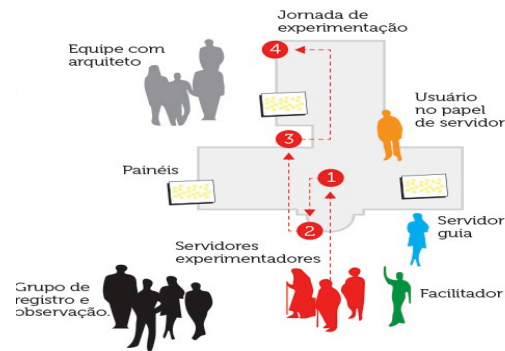 Jornada de
experimentação
4
Equipe com
arquiteto
Usuário
no papel
de servidor
3
Painéis
1
2
Servidor
guia
Servidores
experimentadores
Grupo de
registro e
observação.
Facilitador